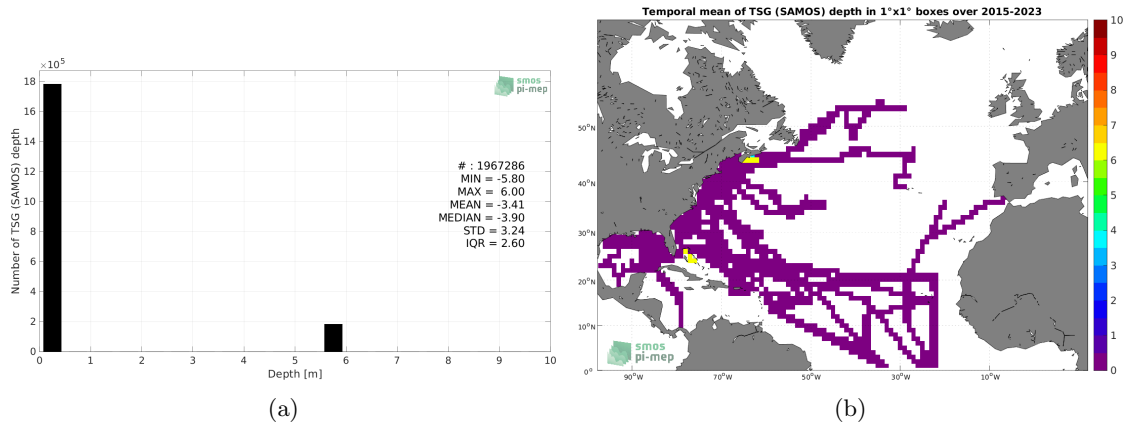 ×10^5
18
16
14
12
10
8
6
4
2
0
Number of TSG (SAMOS) depth
0 1 2 3 4 5 6 7 8 9 10
Depth [m]
smos
pi-mep
# : 1967286
MIN = -5.80
MAX = 6.00
MEAN = -3.41
MEDIAN = -3.90
STD = 3.24
IQR = 2.60
(a)
Temporal mean of TSG (SAMOS) depth in 1°x1° boxes over 2015-2023
50°N
40°N
30°N
20°N
10°N
0°
90°W 70°W 50°W 30°W 10°W
smos
pi-mep
10
9
8
7
6
5
4
3
2
1
0
(b)